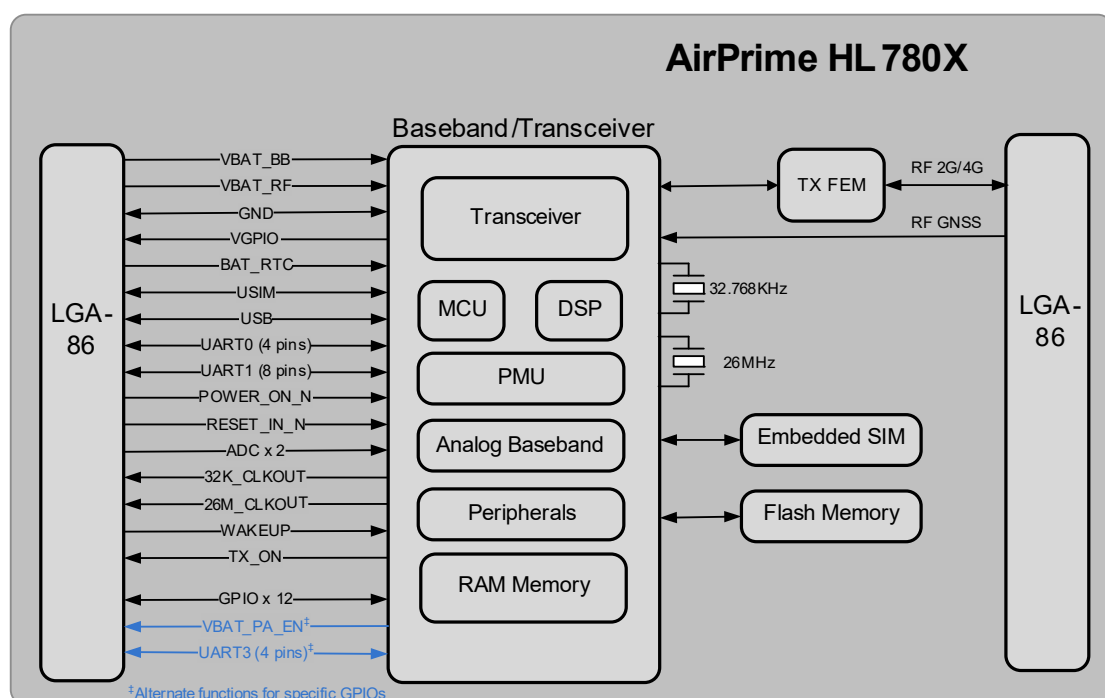 AirPrime HL 780X
Baseband/Transceiver
LGA-
86
VBAT_BB
VBAT_RF
GND
VGPIO
BAT_RTC
USIM
USB
UART0 (4 pins)
UART1 (8 pins)
POWER_ON_N
RESET_IN_N
ADC x 2
32K_CLKOUT
26M_CLKOUT
WAKEUP
TX_ON
GPIO x 12
VBAT_PA_EN‡
UART3 (4 pins)‡
‡Alternate functions for specific GPIOs
Transceiver
MCU
DSP
PMU
Analog Baseband
Peripherals
RAM Memory
TX FEM
RF 2G/4G
RF GNSS
32.768KHz
26MHz
Embedded SIM
Flash Memory
LGA-
86